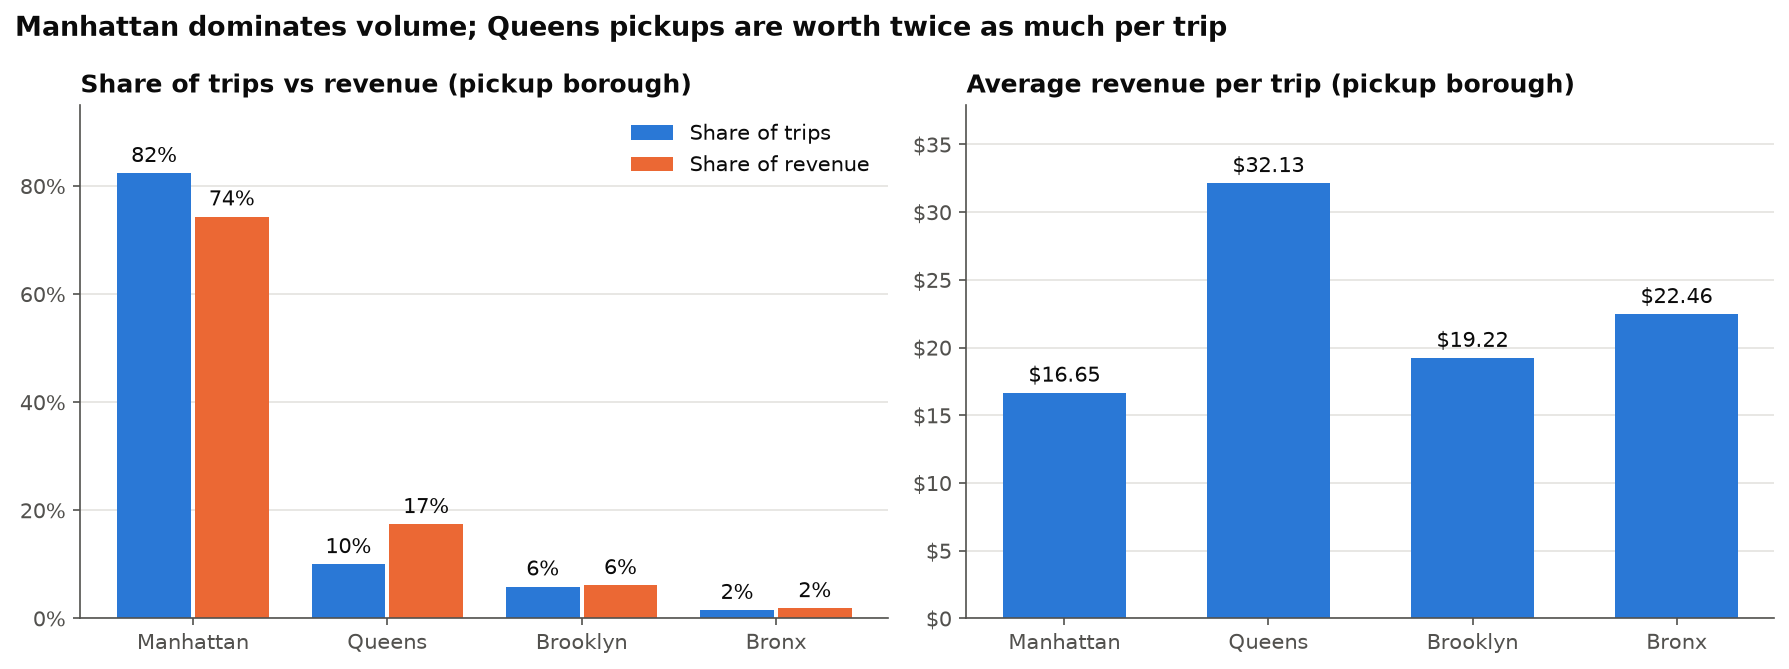 Manhattan dominates volume; Queens pickups are worth twice as much per trip
Share of trips vs revenue (pickup borough)
Share of trips
Share of revenue
80%
60%
40%
20%
0%
82%
74%
10%
17%
6%
6%
2%
2%
Manhattan
Queens
Brooklyn
Bronx
Average revenue per trip (pickup borough)
$35
$30
$25
$20
$15
$10
$5
$0
$16.65
$32.13
$19.22
$22.46
Manhattan
Queens
Brooklyn
Bronx